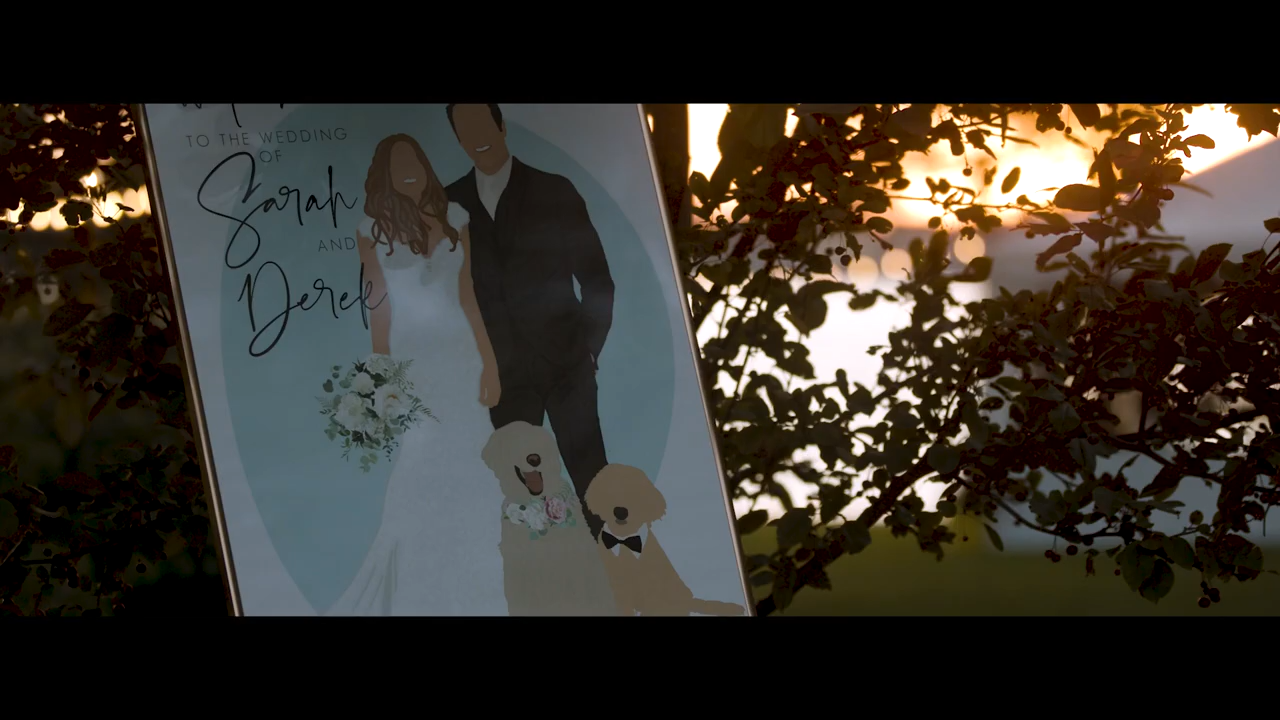 TO THE WEDDING
OF
Sarah
AND
Derek